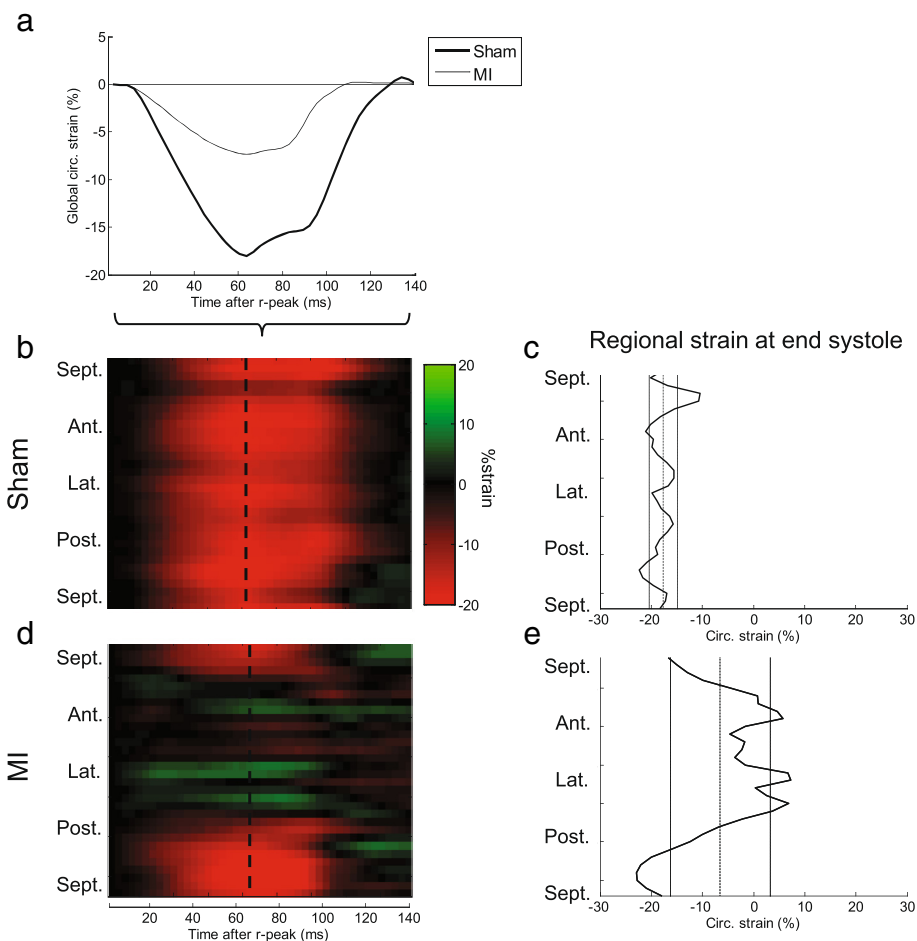 a
5
0
-5
-10
-15
-20
Global circ. strain (%)
20 40 60 80 100 120 140
Time after r-peak (ms)
Sham
MI
b
Sham
Sept.
Ant.
Lat.
Post.
Sept.
20
10
0
-10
-20
%strain
c
Regional strain at end systole
Sept.
Ant.
Lat.
Post.
Sept.
-30 -20 -10 0 10 20 30
Circ. strain (%)
d
MI
Sept.
Ant.
Lat.
Post.
Sept.
20 40 60 80 100 120 140
Time after r-peak (ms)
e
Sept.
Ant.
Lat.
Post.
Sept.
-30 -20 -10 0 10 20 30
Circ. strain (%)